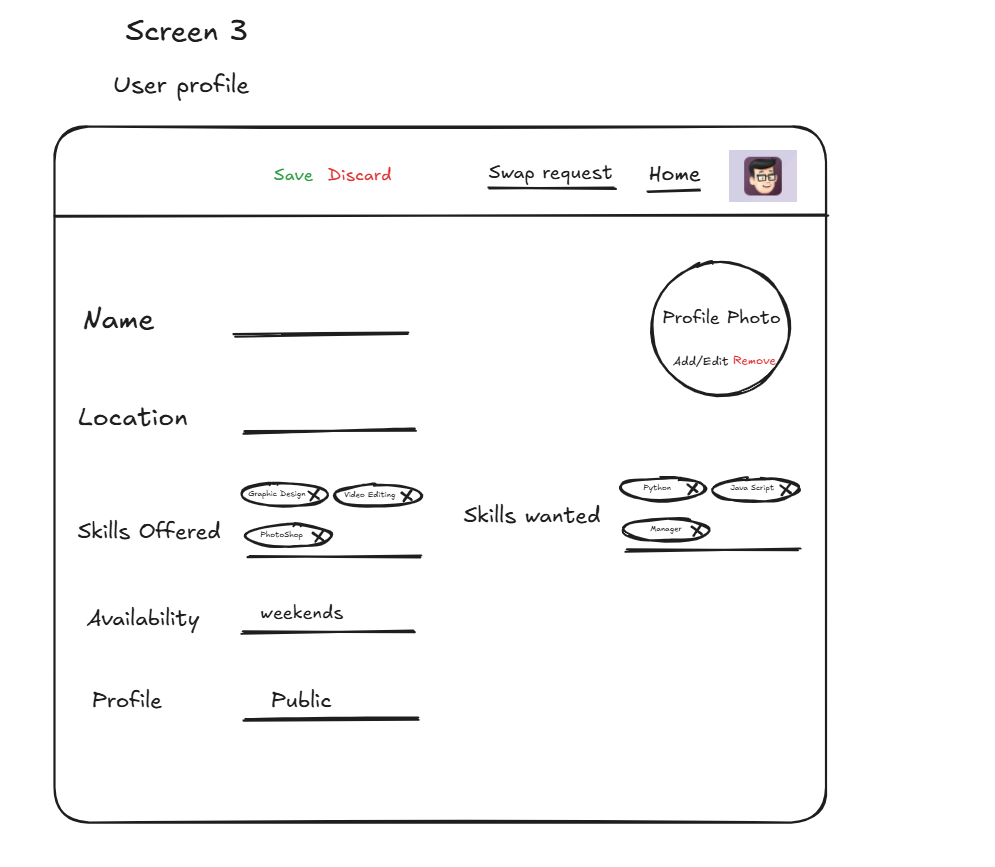 Screen 3
User profile
Save Discard Swap request Home
Name
Profile Photo
Add/Edit Remove
Location
Skills Offered
Graphic Design X Video Editing X
PhotoShop X
Skills wanted
Python X Java Script X
Manager X
Availability weekends
Profile Public